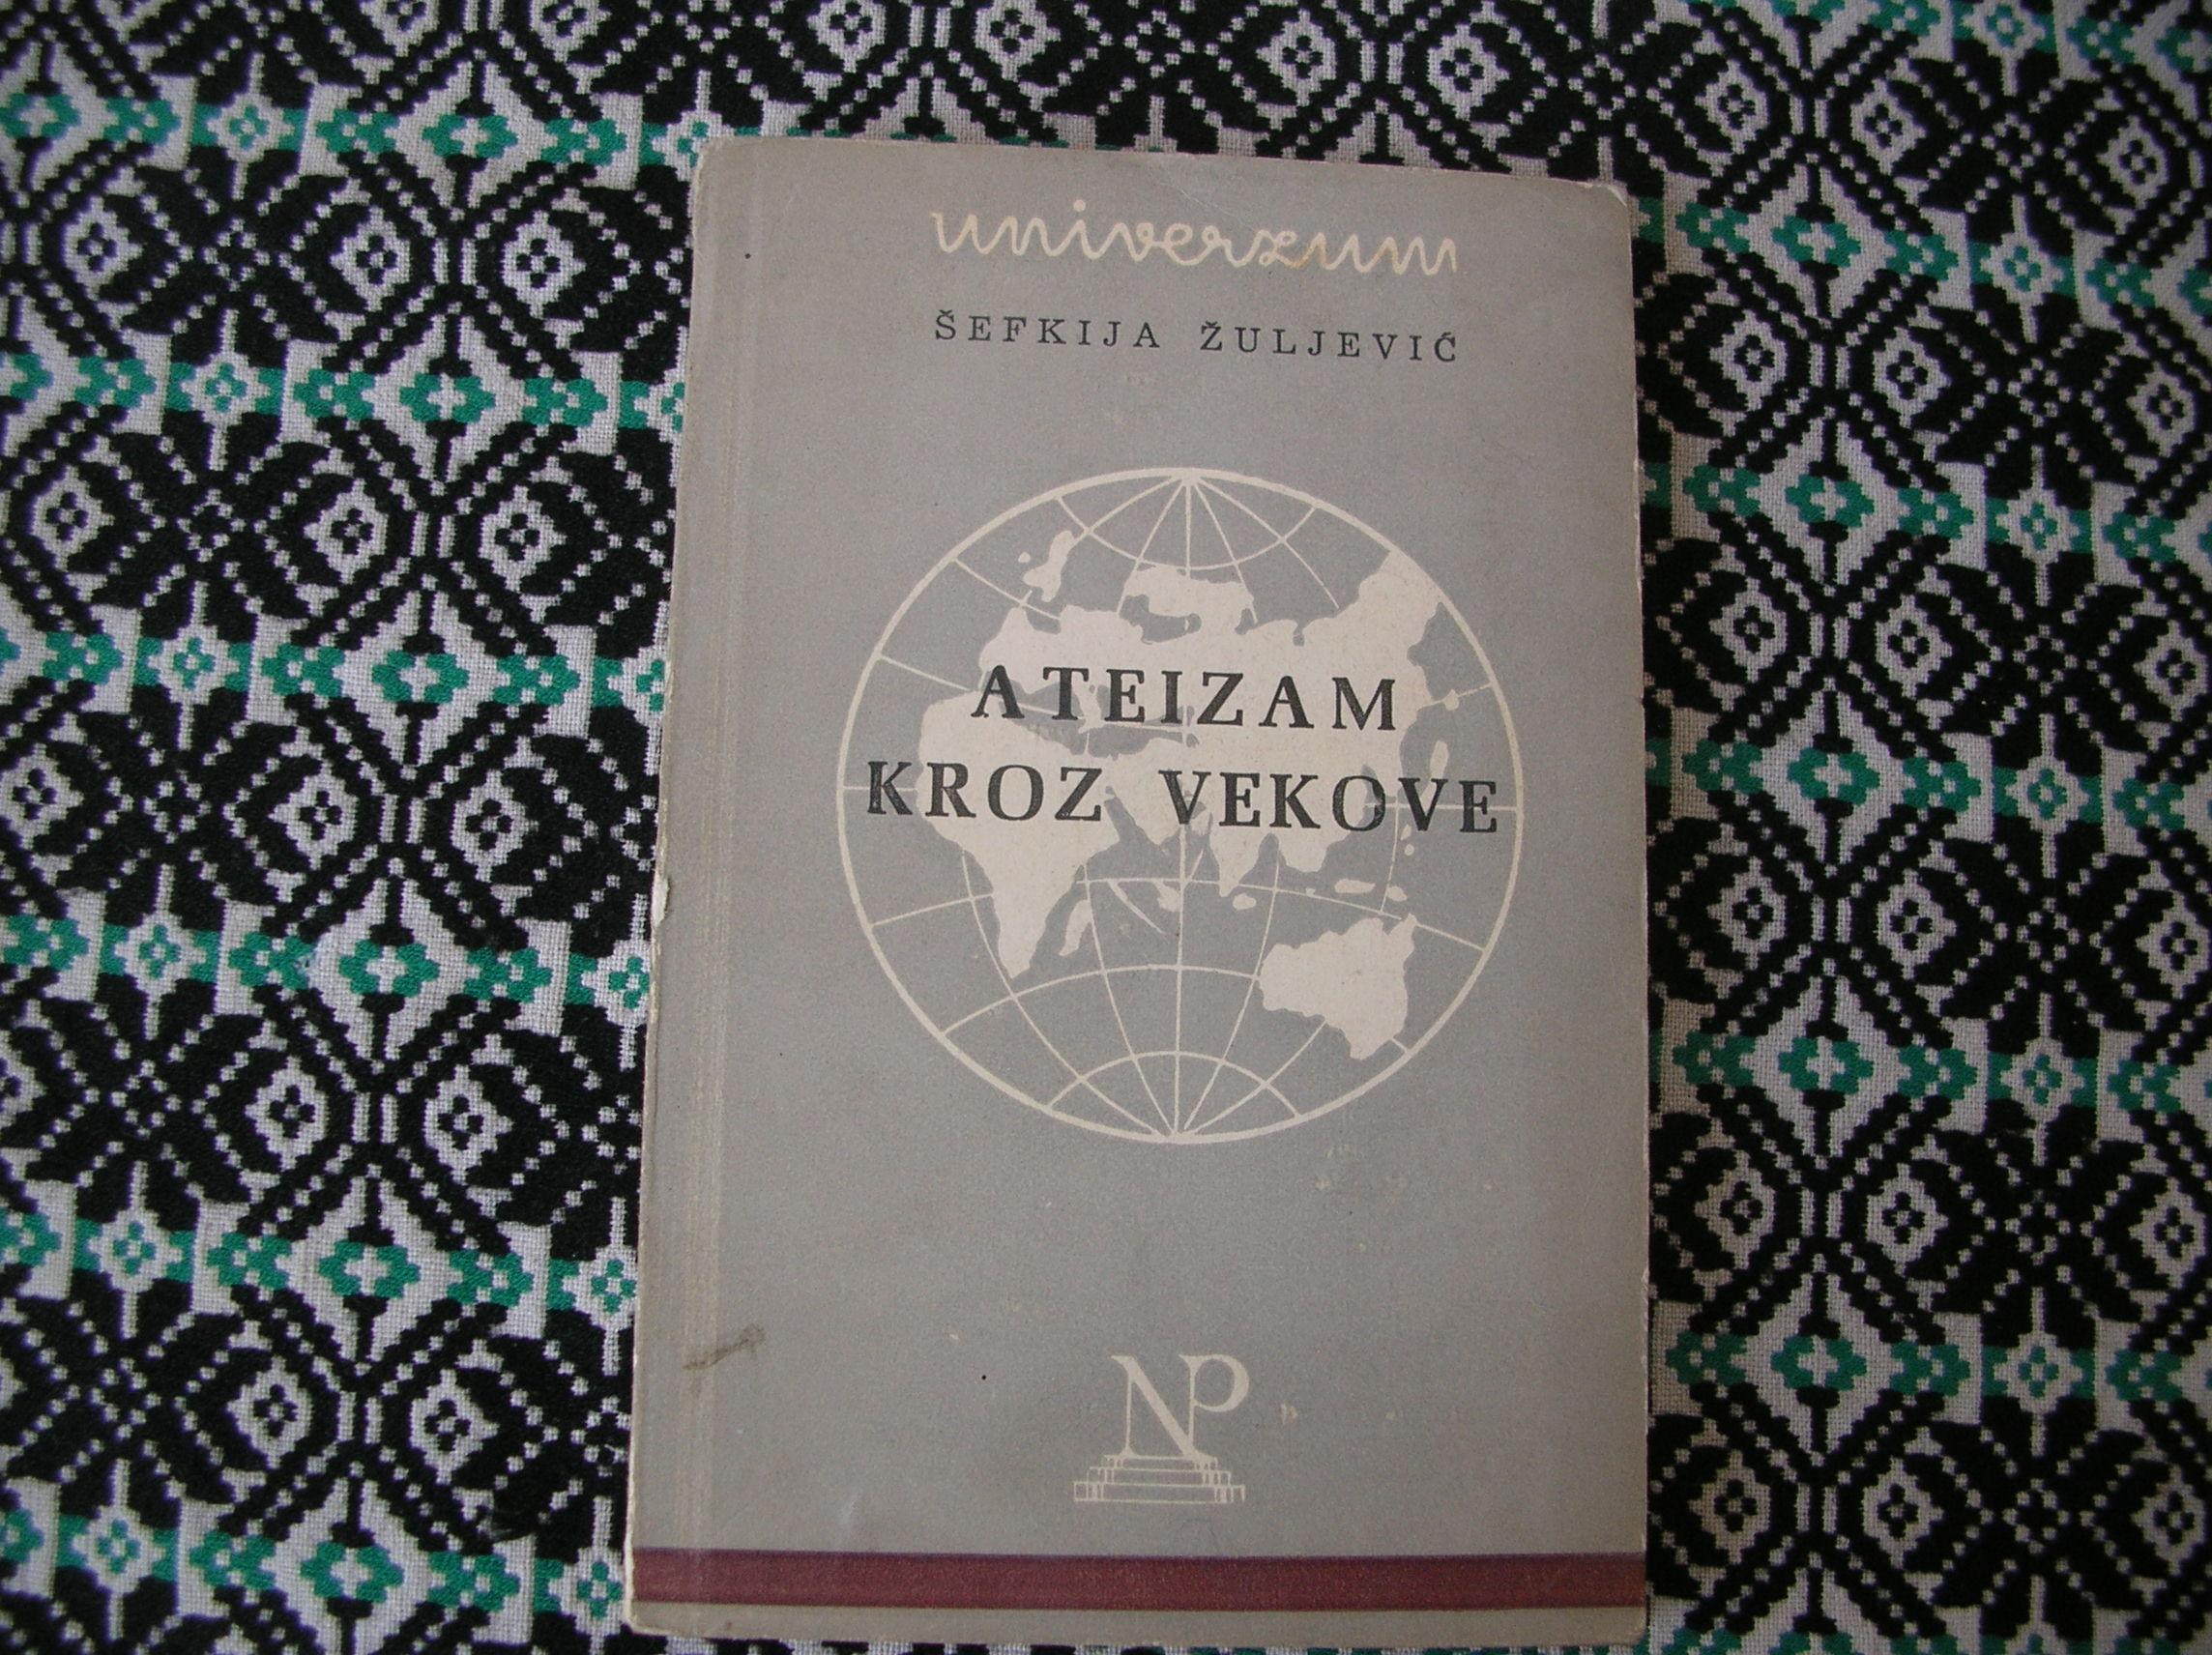 univerzum
ŠEFKIJA ŽULJEVIĆ
ATEIZAM
KROZ VEKOVE
NP